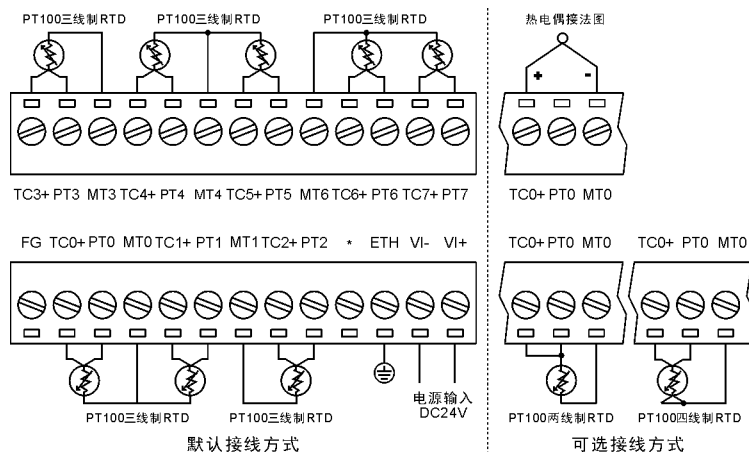 PT100三线制RTD PT100三线制RTD PT100三线制RTD 热电偶接法图
+ -
TC3+ PT3 MT3 TC4+ PT4 MT4 TC5+ PT5 MT6 TC6+ PT6 TC7+ PT7 TC0+ PT0 MT0
FG TC0+ PT0 MT0 TC1+ PT1 MT1 TC2+ PT2 * ETH VI- VI+ TC0+ PT0 MT0 TC0+ PT0 MT0
电源输入
DC24V
PT100三线制RTD PT100三线制RTD PT100两线制RTD PT100四线制RTD
默认接线方式 可选接线方式